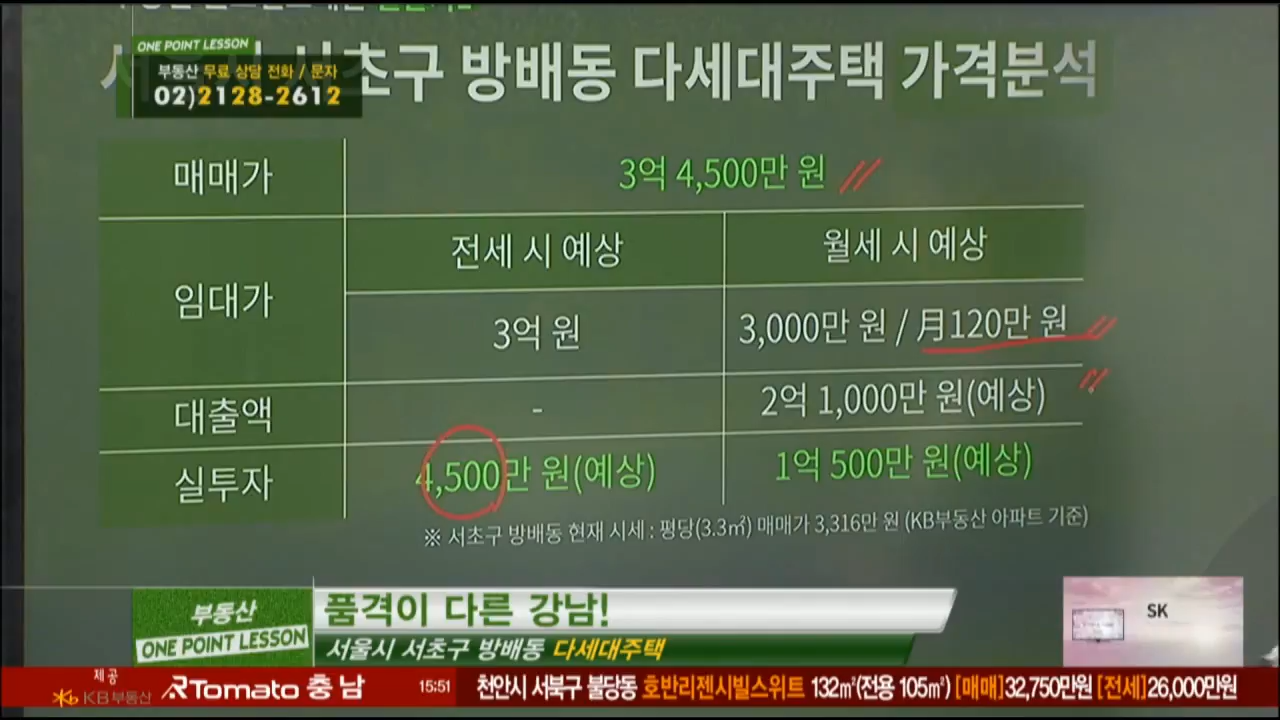 ONE POINT LESSON
부동산 무료 상담 전화 / 문자
02)2128-2612
초구 방배동 다세대주택 가격분석
매매가
3억 4,500만 원
임대가
전세 시 예상
월세 시 예상
3억 원
3,000만 원 / 月120만 원
대출액
-
2억 1,000만 원(예상)
실투자
4,500만 원(예상)
1억 500만 원(예상)
※ 서초구 방배동 현재 시세 : 평당(3.3㎡) 매매가 3,316만 원 (KB부동산 아파트 기준)
부동산
ONE POINT LESSON
품격이 다른 강남!
서울시 서초구 방배동 다세대주택
SK
제공
KB부동산
RTomato 충남
15:51
천안시 서북구 불당동 호반리젠시빌스위트 132㎡(전용 105㎡) [매매]32,750만원 [전세]26,000만원